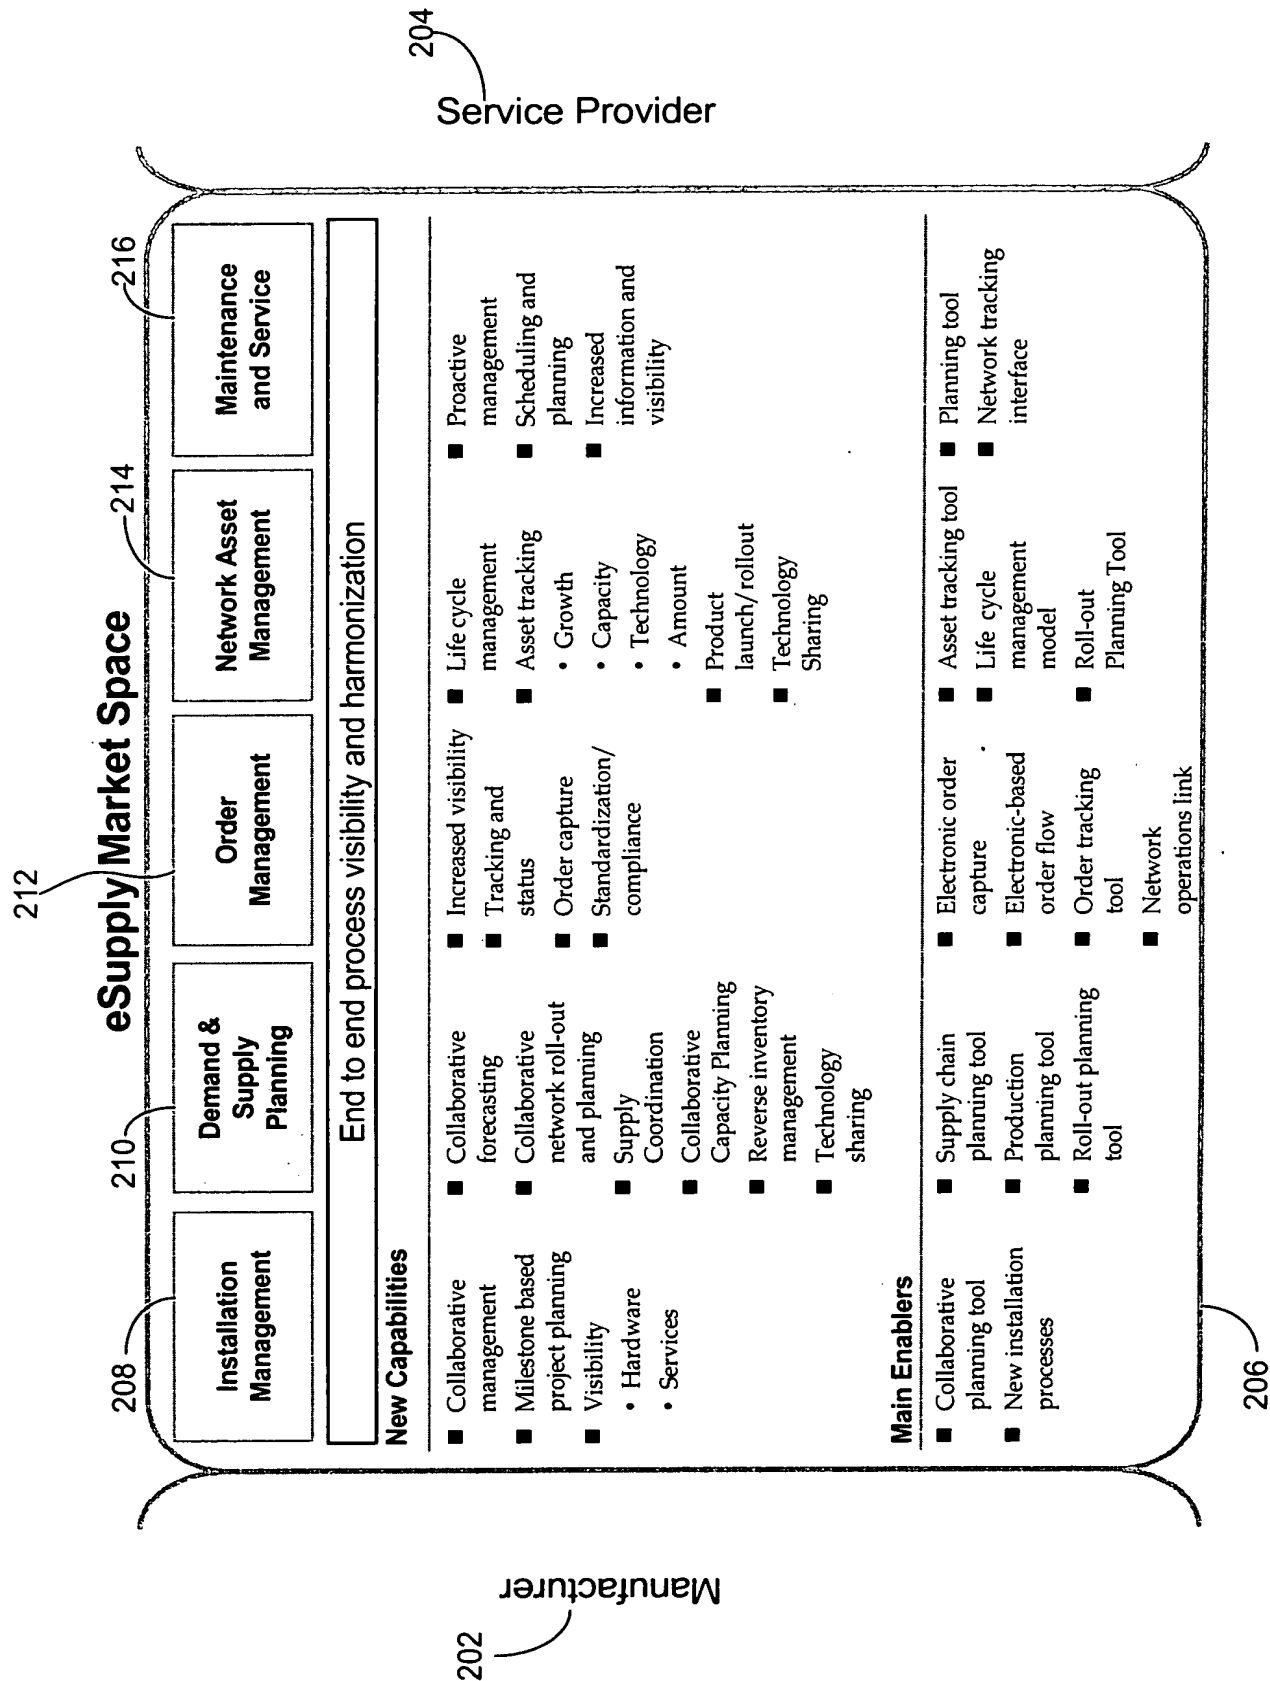 eSupply Market Space
202
Manufacturer
204
Service Provider
206
208
210
212
214
216
Installation
Management
Demand &
Supply
Planning
Order
Management
Network Asset
Management
Maintenance
and Service
End to end process visibility and harmonization
New Capabilities
■ Collaborative
management
■ Milestone based
project planning
■ Visibility
• Hardware
• Services
■ Collaborative
forecasting
■ Collaborative
network roll-out
and planning
■ Supply
Coordination
■ Collaborative
Capacity Planning
■ Reverse inventory
management
■ Technology
sharing
■ Increased visibility
■ Tracking and
status
■ Order capture
■ Standardization/
compliance
■ Life cycle
management
■ Asset tracking
• Growth
• Capacity
• Technology
• Amount
■ Product
launch/rollout
■ Technology
Sharing
■ Proactive
management
■ Scheduling and
planning
■ Increased
information and
visibility
Main Enablers
■ Collaborative
planning tool
■ New installation
processes
■ Supply chain
planning tool
■ Production
planning tool
■ Roll-out planning
tool
■ Electronic order
capture
■ Electronic-based
order flow
■ Order tracking
tool
■ Network
operations link
■ Asset tracking tool
■ Life cycle
management
model
■ Roll-out
Planning Tool
■ Planning tool
■ Network tracking
interface